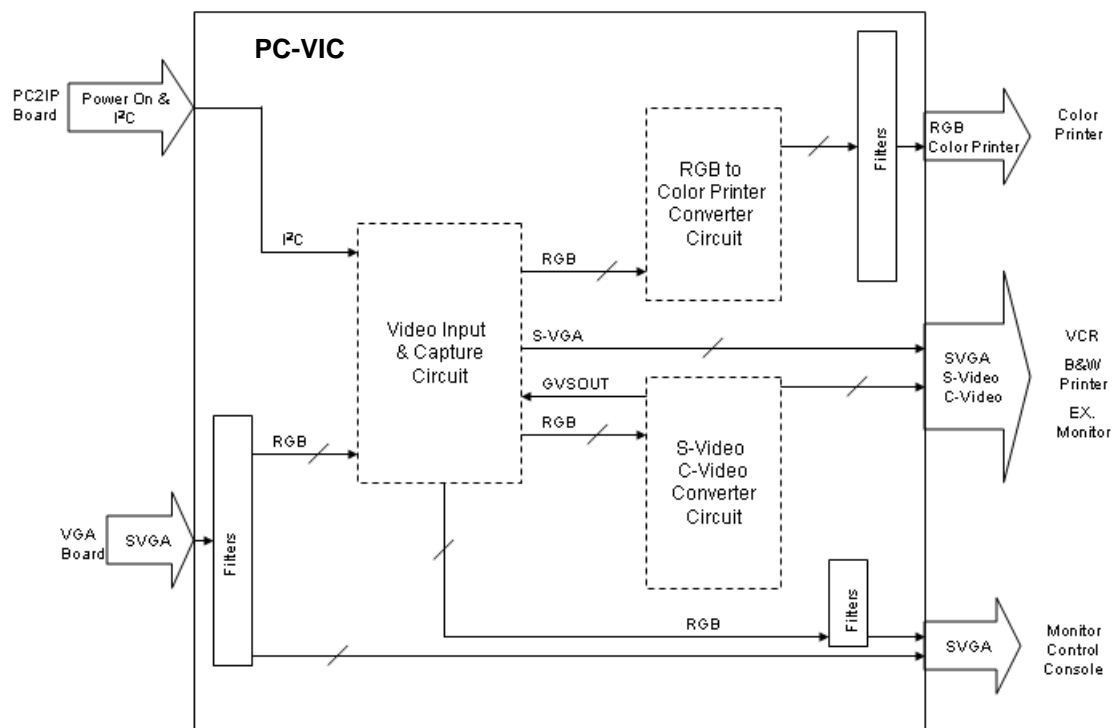 PC-VIC
PC2IP
Board
Power On &
I²C
I²C
RGB to
Color Printer
Converter
Circuit
Filters
RGB
Color Printer
Color
Printer
RGB
Video Input
& Capture
Circuit
S-VGA
GVSOUT
RGB
S-Video
C-Video
Converter
Circuit
SVGA
S-Video
C-Video
VCR
B&W
Printer
EX.
Monitor
RGB
VGA
Board
SVGA
Filters
RGB
Filters
SVGA
Monitor
Control
Console